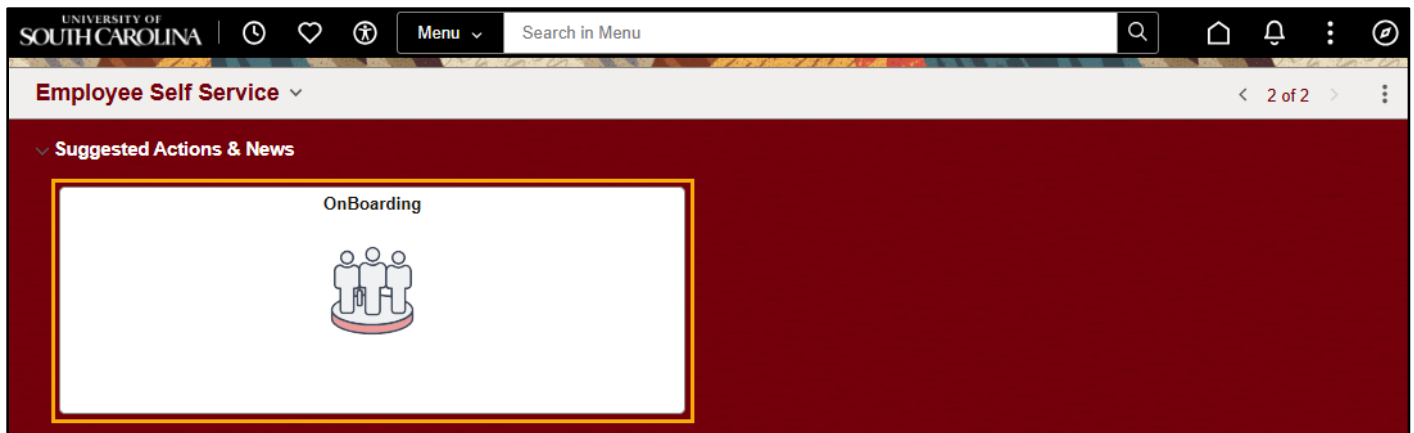 UNIVERSITY OF
SOUTH CAROLINA
Menu
Search in Menu
Employee Self Service
2 of 2
Suggested Actions & News
OnBoarding